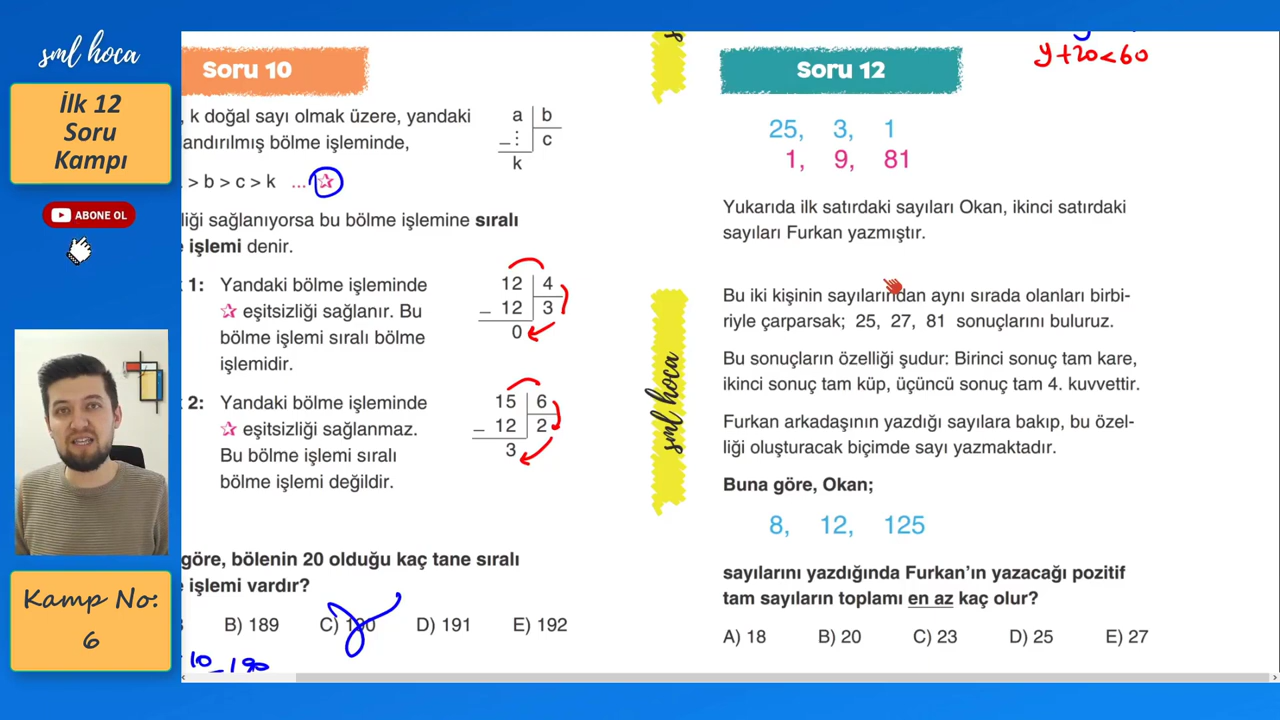 sml hoca
İlk 12
Soru
Kampı
ABONE OL
Kamp No:
6
Soru 10
, k doğal sayı olmak üzere, yandaki
andırılmış bölme işleminde,
a b
c
k
> b > c > k ...
iği sağlanıyorsa bu bölme işlemine sıralı
e işlemi denir.
1: Yandaki bölme işleminde
eşitsizliği sağlanır. Bu
bölme işlemi sıralı bölme
işlemidir.
12 4
– 12 3
0
2: Yandaki bölme işleminde
eşitsizliği sağlanmaz.
Bu bölme işlemi sıralı
bölme işlemi değildir.
15 6
– 12 2
3
göre, bölenin 20 olduğu kaç tane sıralı
e işlemi vardır?
B) 189 C) 190 D) 191 E) 192
10 190
sml hoca
y+20<60
Soru 12
25, 3, 1
1, 9, 81
Yukarıda ilk satırdaki sayıları Okan, ikinci satırdaki
sayıları Furkan yazmıştır.
Bu iki kişinin sayılarından aynı sırada olanları birbi-
riyle çarparsak; 25, 27, 81 sonuçlarını buluruz.
Bu sonuçların özelliği şudur: Birinci sonuç tam kare,
ikinci sonuç tam küp, üçüncü sonuç tam 4. kuvvettir.
Furkan arkadaşının yazdığı sayılara bakıp, bu özel-
liği oluşturacak biçimde sayı yazmaktadır.
Buna göre, Okan;
8, 12, 125
sayılarını yazdığında Furkan'ın yazacağı pozitif
tam sayıların toplamı en az kaç olur?
A) 18 B) 20 C) 23 D) 25 E) 27